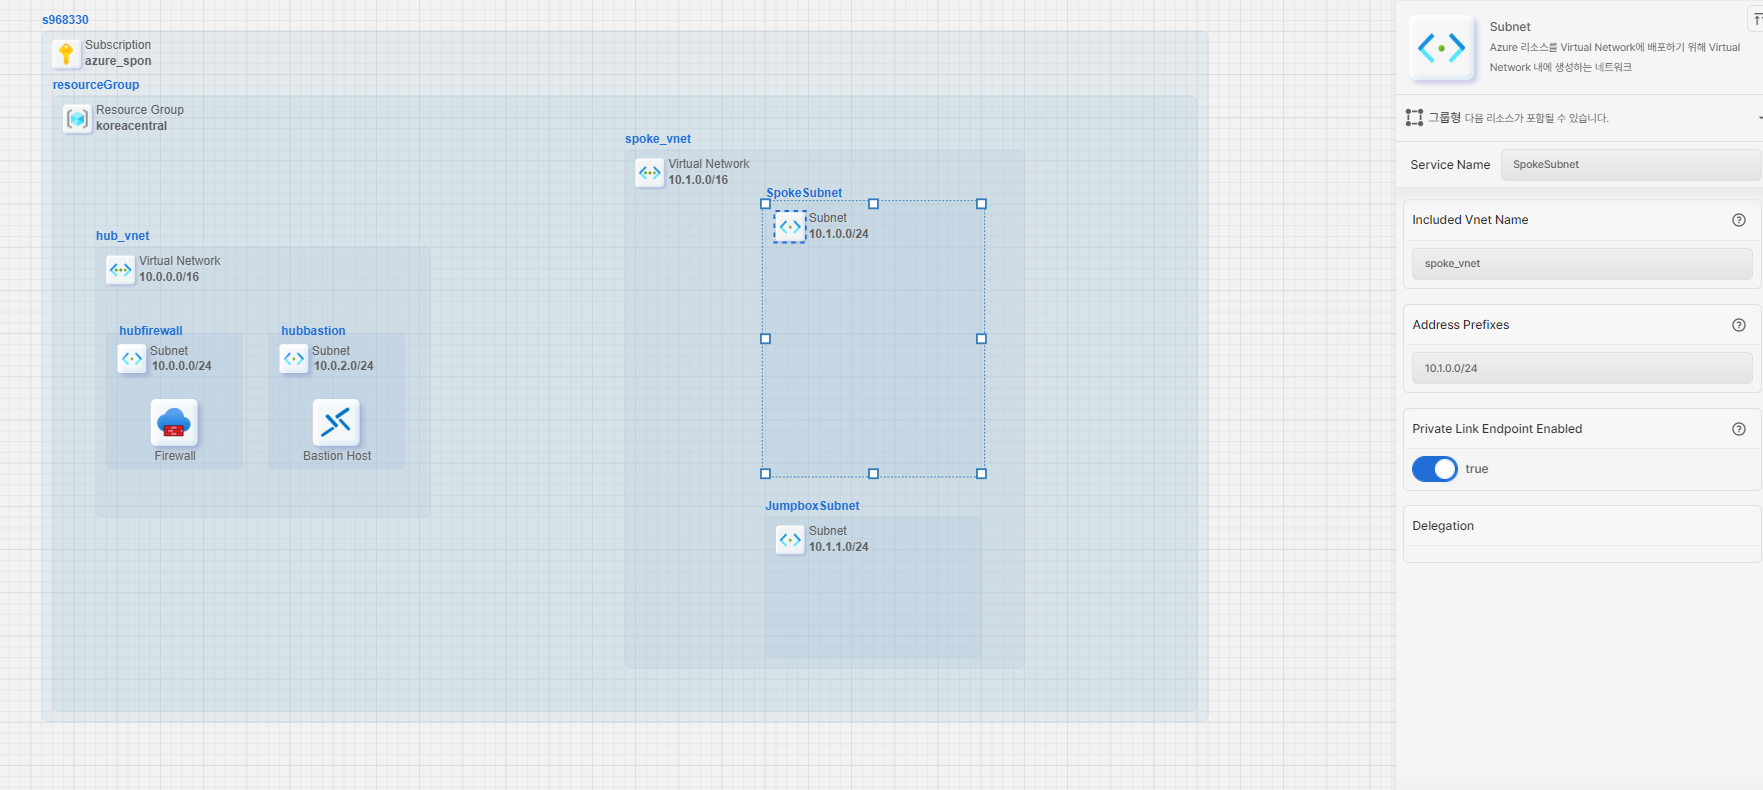 s968330
Subscription
azure_spon
resourceGroup
Resource Group
koreacentral
hub_vnet
Virtual Network
10.0.0.0/16
hubfirewall
Subnet
10.0.0.0/24
Firewall
hubbastion
Subnet
10.0.2.0/24
Bastion Host
spoke_vnet
Virtual Network
10.1.0.0/16
SpokeSubnet
Subnet
10.1.0.0/24
JumpboxSubnet
Subnet
10.1.1.0/24
Subnet
Azure 리소스를 Virtual Network에 배포하기 위해 Virtual
Network 내에 생성하는 네트워크
그룹형 다음 리소스가 포함될 수 있습니다.
Service Name SpokeSubnet
Included Vnet Name
spoke_vnet
Address Prefixes
10.1.0.0/24
Private Link Endpoint Enabled
true
Delegation